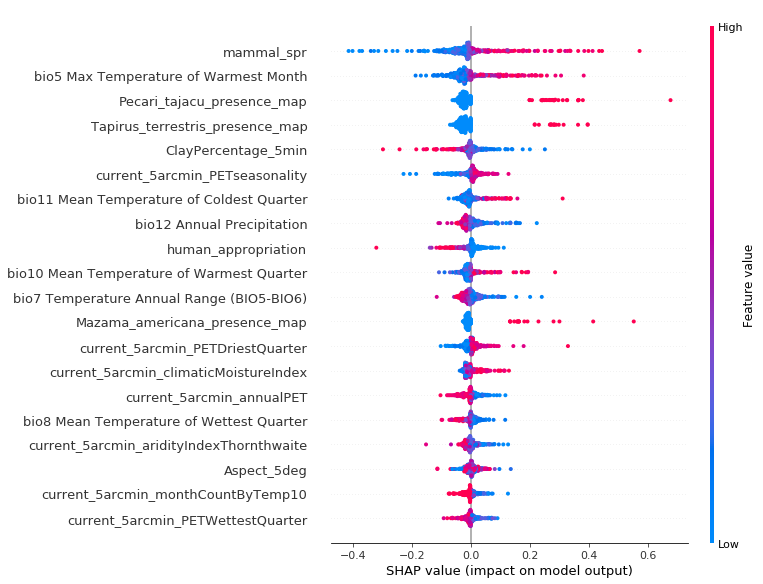 High
mammal_spr
bio5 Max Temperature of Warmest Month
Pecari_tajacu_presence_map
Tapirus_terrestris_presence_map
ClayPercentage_5min
current_5arcmin_PETseasonality
bio11 Mean Temperature of Coldest Quarter
bio12 Annual Precipitation
human_appropriation
bio10 Mean Temperature of Warmest Quarter
bio7 Temperature Annual Range (BIO5-BIO6)
Mazama_americana_presence_map
current_5arcmin_PETDriestQuarter
current_5arcmin_climaticMoistureIndex
current_5arcmin_annualPET
bio8 Mean Temperature of Wettest Quarter
current_5arcmin_aridityIndexThornthwaite
Aspect_5deg
current_5arcmin_monthCountByTemp10
current_5arcmin_PETWettestQuarter
Feature value
Low
−0.4 −0.2 0.0 0.2 0.4 0.6
SHAP value (impact on model output)